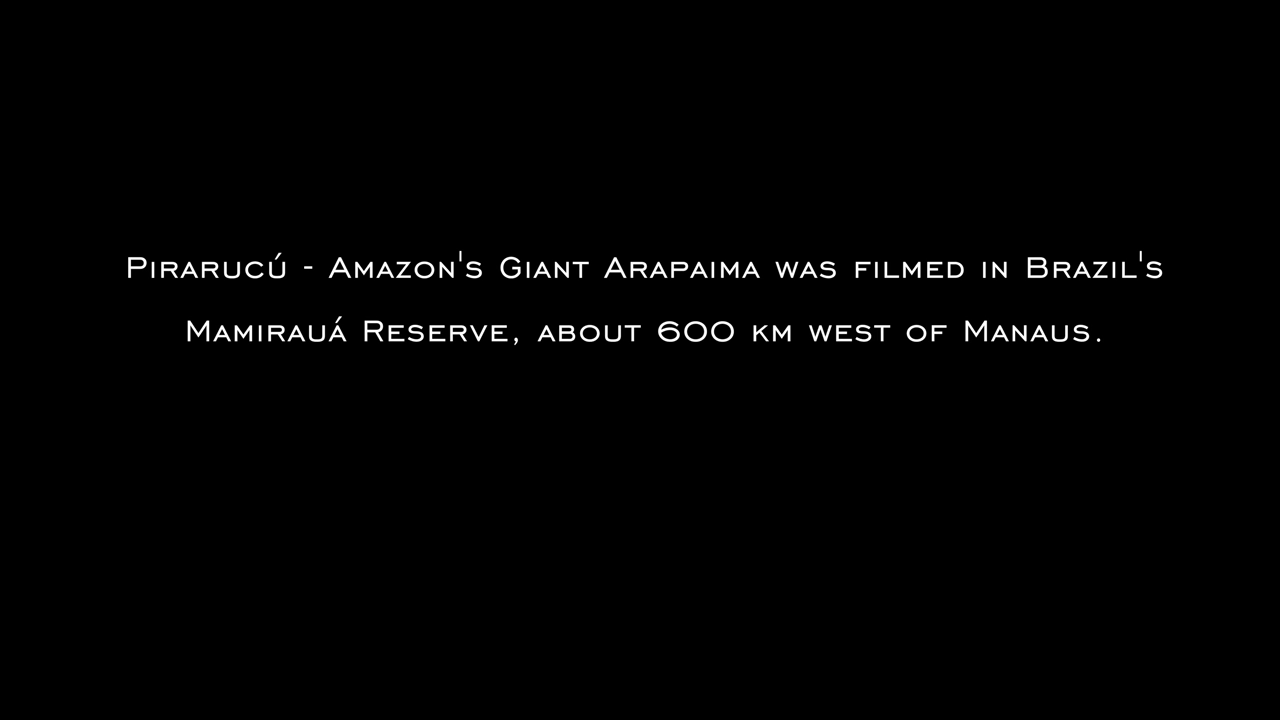 Pirarucú - Amazon's Giant Arapaima was filmed in Brazil's
Mamirauá Reserve, about 600 km west of Manaus.